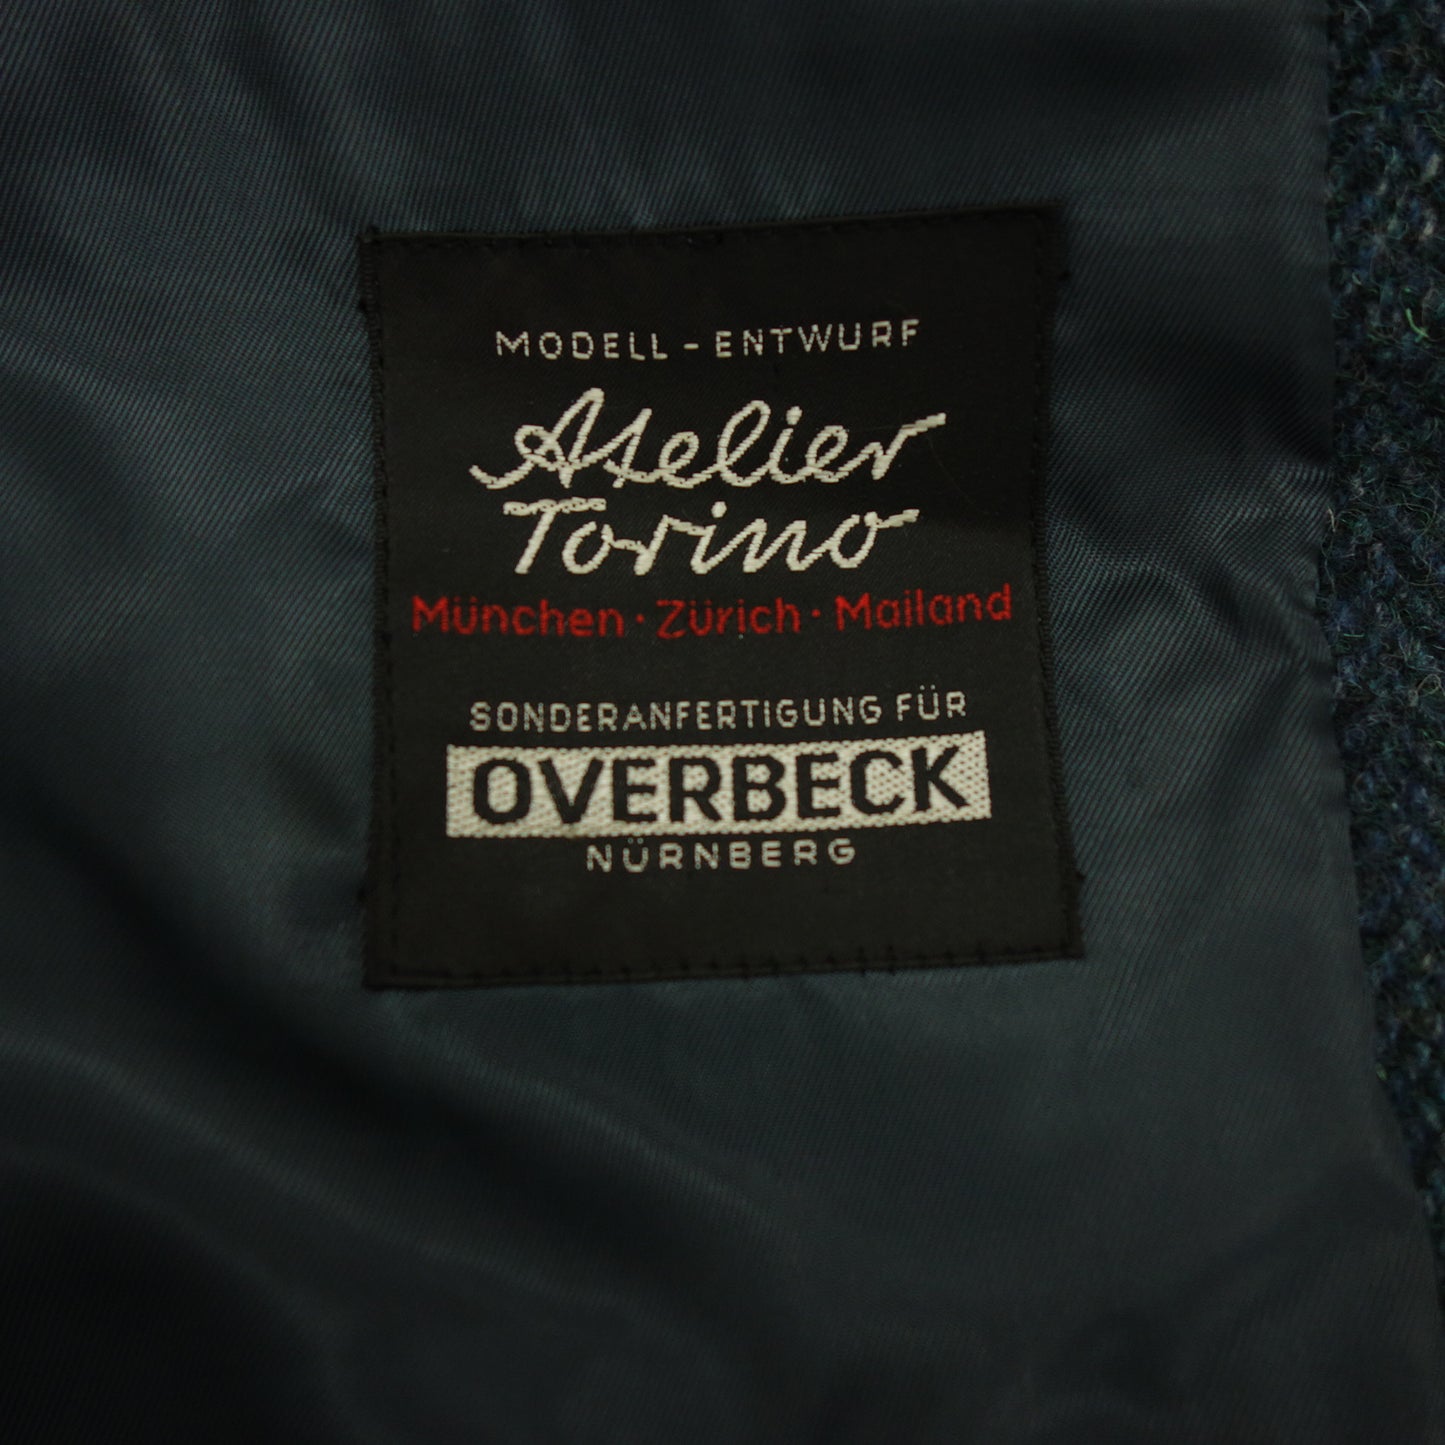 MODELL - ENTWURF
Atelier
Torino
München · Zürich · Mailand
SONDERANFERTIGUNG FÜR
OVERBECK
NÜRNBERG